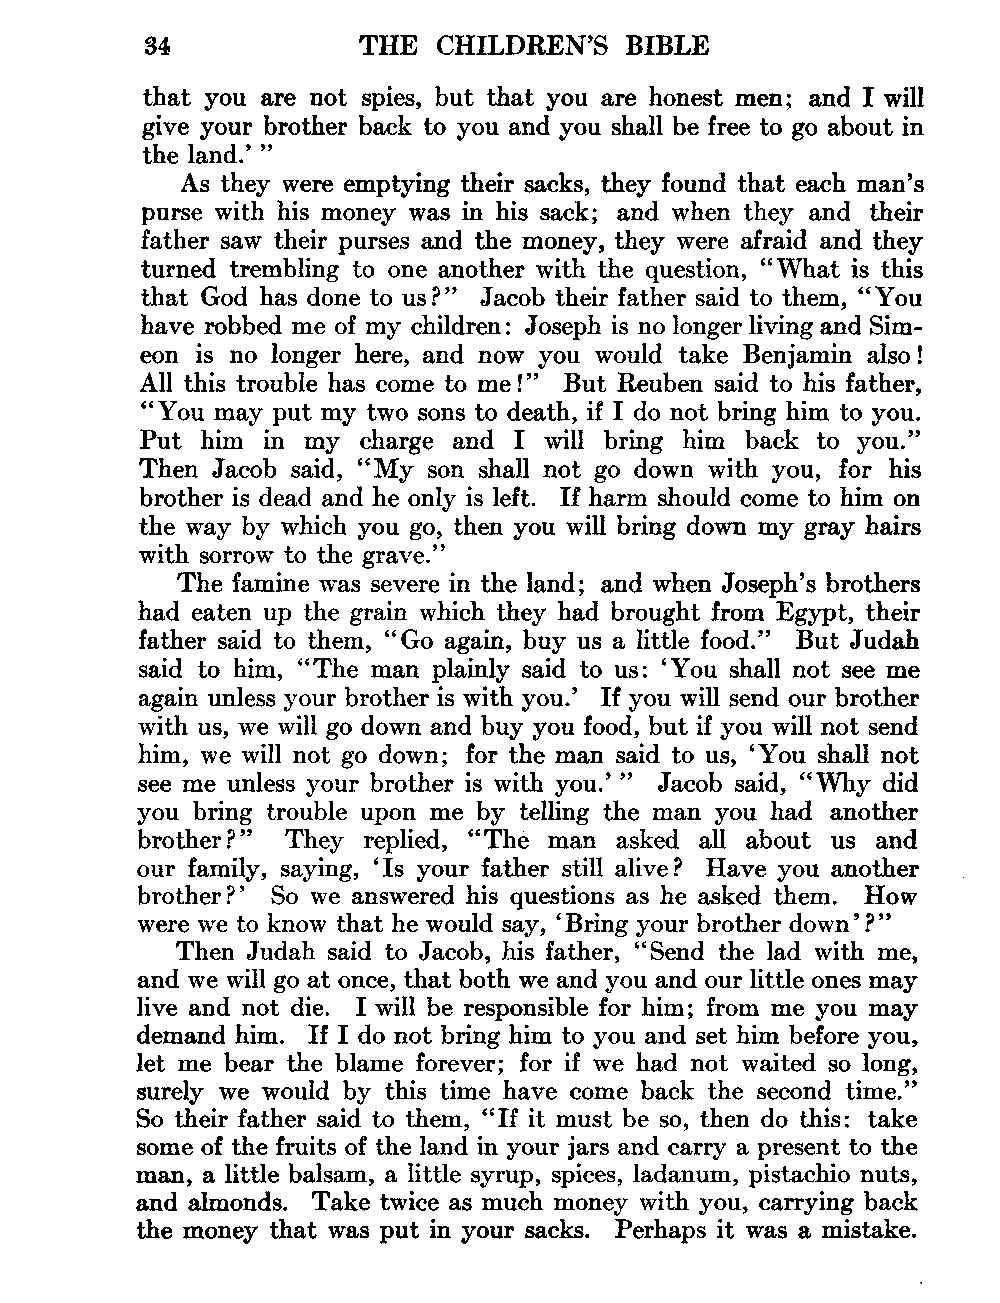 34 THE CHILDREN'S BIBLE
that you are not spies, but that you are honest men; and I will
give your brother back to you and you shall be free to go about in
the land.' ”
As they were emptying their sacks, they found that each man's
purse with his money was in his sack; and when they and their
father saw their purses and the money, they were afraid and they
turned trembling to one another with the question, “What is this
that God has done to us?” Jacob their father said to them, “You
have robbed me of my children: Joseph is no longer living and Sim-
eon is no longer here, and now you would take Benjamin also!
All this trouble has come to me!” But Reuben said to his father,
“You may put my two sons to death, if I do not bring him to you.
Put him in my charge and I will bring him back to you.”
Then Jacob said, “My son shall not go down with you, for his
brother is dead and he only is left. If harm should come to him on
the way by which you go, then you will bring down my gray hairs
with sorrow to the grave.”
The famine was severe in the land; and when Joseph's brothers
had eaten up the grain which they had brought from Egypt, their
father said to them, “Go again, buy us a little food.” But Judah
said to him, “The man plainly said to us: ‘You shall not see me
again unless your brother is with you.’ If you will send our brother
with us, we will go down and buy you food, but if you will not send
him, we will not go down; for the man said to us, ‘You shall not
see me unless your brother is with you.’ ” Jacob said, “Why did
you bring trouble upon me by telling the man you had another
brother?” They replied, “The man asked all about us and
our family, saying, ‘Is your father still alive? Have you another
brother?’ So we answered his questions as he asked them. How
were we to know that he would say, ‘Bring your brother down’?”
Then Judah said to Jacob, his father, “Send the lad with me,
and we will go at once, that both we and you and our little ones may
live and not die. I will be responsible for him; from me you may
demand him. If I do not bring him to you and set him before you,
let me bear the blame forever; for if we had not waited so long,
surely we would by this time have come back the second time.”
So their father said to them, “If it must be so, then do this: take
some of the fruits of the land in your jars and carry a present to the
man, a little balsam, a little syrup, spices, ladanum, pistachio nuts,
and almonds. Take twice as much money with you, carrying back
the money that was put in your sacks. Perhaps it was a mistake.